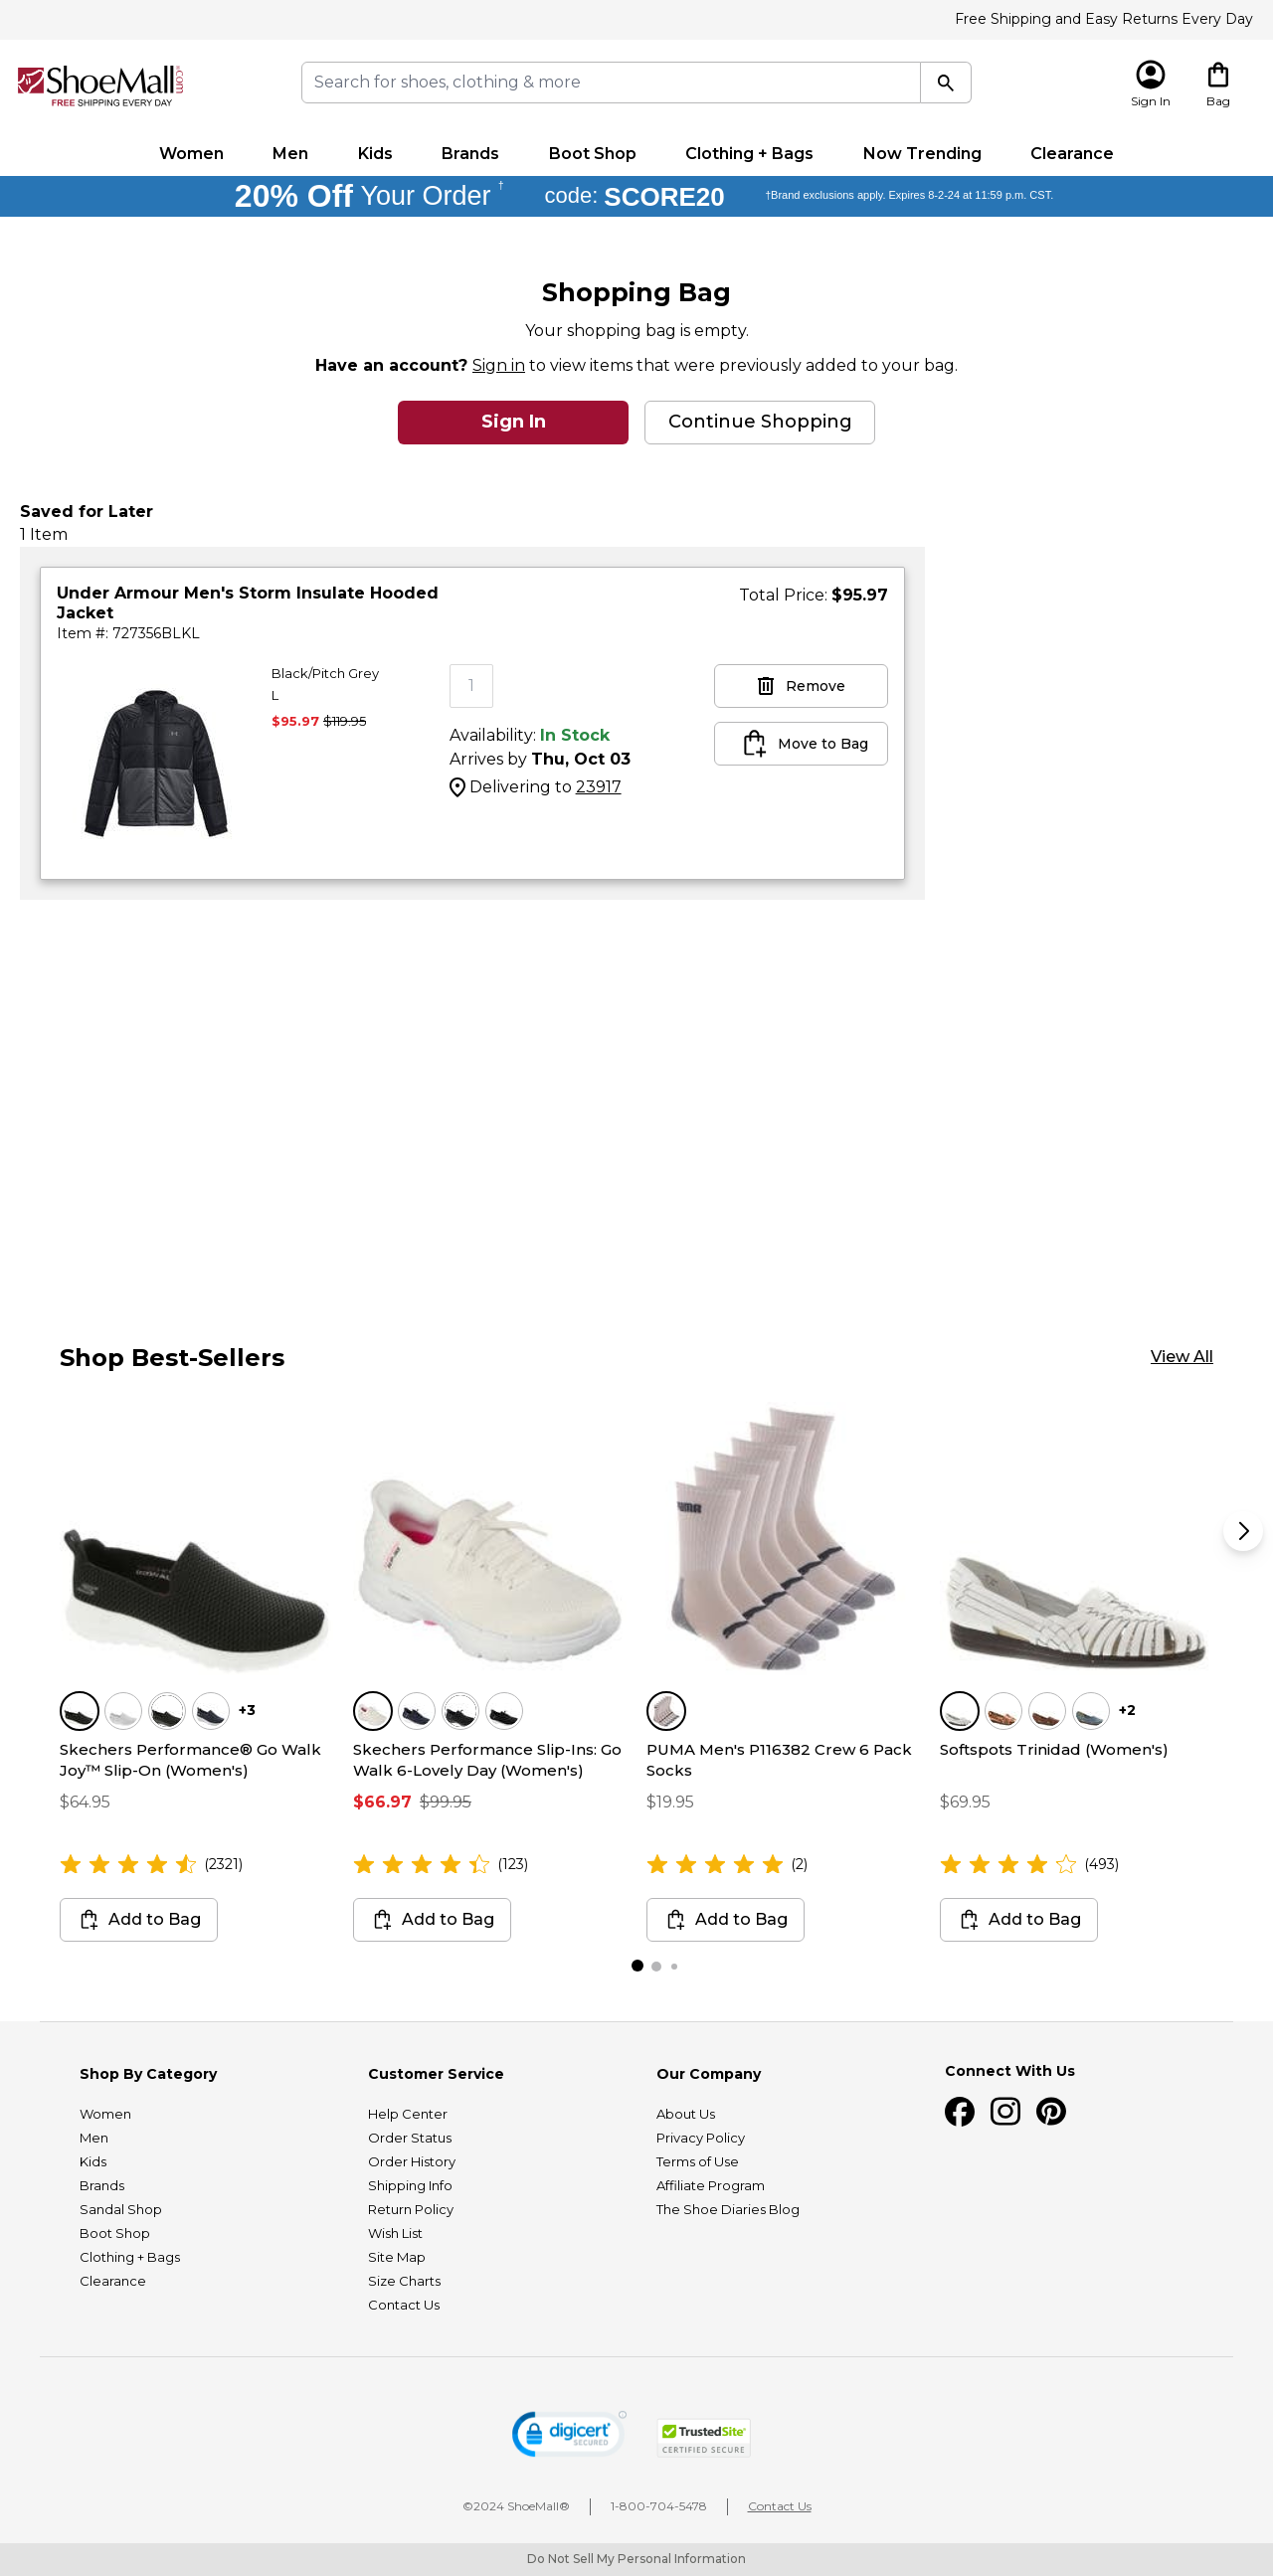 Free Shipping and Easy Returns Every Day
ShoeMall.com
FREE SHIPPING EVERY DAY
Search for shoes, clothing & more
Sign In
Bag
Women
Men
Kids
Brands
Boot Shop
Clothing + Bags
Now Trending
Clearance
20% Off Your Order †
code: SCORE20
†Brand exclusions apply. Expires 8-2-24 at 11:59 p.m. CST.
Shopping Bag
Your shopping bag is empty.
Have an account? Sign in to view items that were previously added to your bag.
Sign In
Continue Shopping
Saved for Later
1 Item
Under Armour Men's Storm Insulate Hooded
Jacket
Item #: 727356BLKL
Total Price: $95.97
Black/Pitch Grey
L
$95.97 $119.95
1
Availability: In Stock
Arrives by Thu, Oct 03
Delivering to 23917
Remove
Move to Bag
Shop Best-Sellers
View All
PUMA
+3
Skechers Performance® Go Walk
Joy™ Slip-On (Women's)
$64.95
(2321)
Add to Bag
Skechers Performance Slip-Ins: Go
Walk 6-Lovely Day (Women's)
$66.97 $99.95
(123)
Add to Bag
PUMA Men's P116382 Crew 6 Pack
Socks
$19.95
(2)
Add to Bag
+2
Softspots Trinidad (Women's)
$69.95
(493)
Add to Bag
Shop By Category
Women
Men
Kids
Brands
Sandal Shop
Boot Shop
Clothing + Bags
Clearance
Customer Service
Help Center
Order Status
Order History
Shipping Info
Return Policy
Wish List
Site Map
Size Charts
Contact Us
Our Company
About Us
Privacy Policy
Terms of Use
Affiliate Program
The Shoe Diaries Blog
Connect With Us
digicert
SECURED
TrustedSite
CERTIFIED SECURE
©2024 ShoeMall®
1-800-704-5478
Contact Us
Do Not Sell My Personal Information